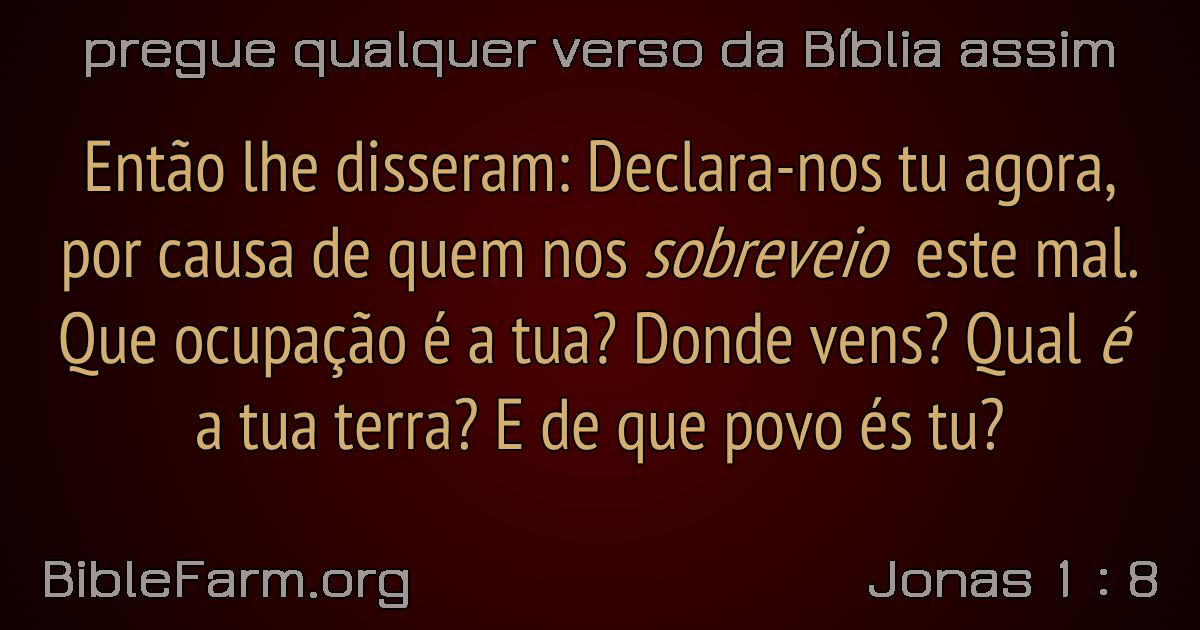 pregue qualquer verso da Bíblia assim
Então lhe disseram: Declara-nos tu agora,
por causa de quem nos sobreveio este mal.
Que ocupação é a tua? Donde vens? Qual é
a tua terra? E de que povo és tu?
BibleFarm.org
Jonas 1 : 8